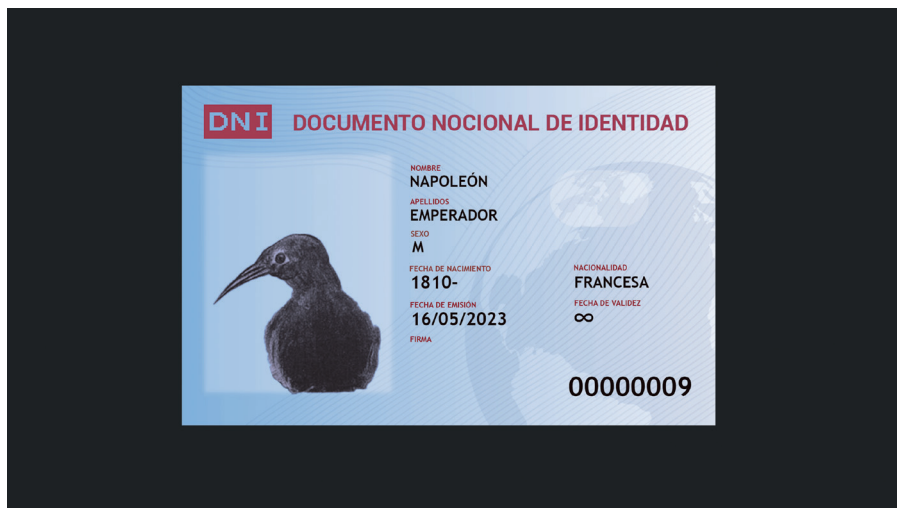 DNI DOCUMENTO NOCIONAL DE IDENTIDAD
NOMBRE
NAPOLEÓN
APELLIDOS
EMPERADOR
SEXO
M
FECHA DE NACIMIENTO
1810-
NACIONALIDAD
FRANCESA
FECHA DE EMISIÓN
16/05/2023
FECHA DE VALIDEZ
∞
FIRMA
00000009